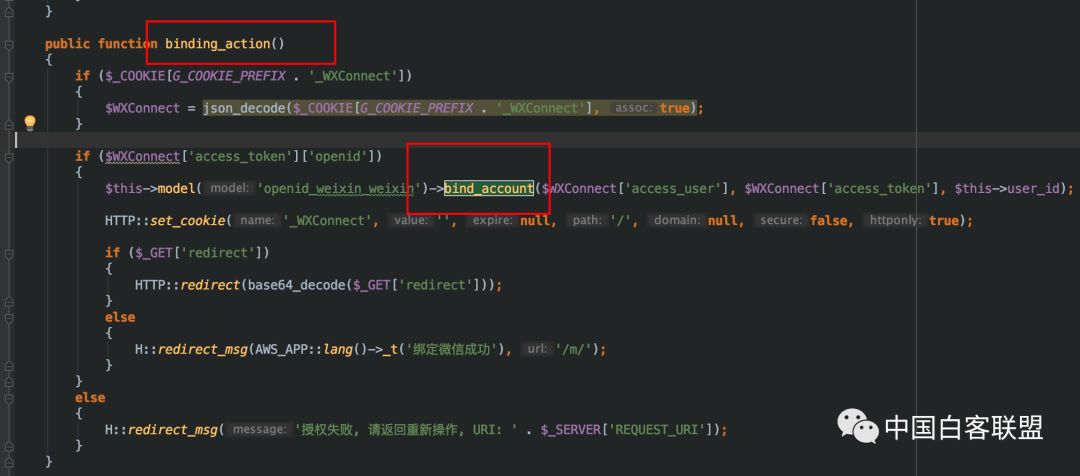 }
public function binding_action()
{
if ($_COOKIE[G_COOKIE_PREFIX . '_WXConnect'])
{
$WXConnect = json_decode($_COOKIE[G_COOKIE_PREFIX . '_WXConnect'], assoc: true);
}
if ($WXConnect['access_token']['openid'])
{
$this->model( model: 'openid_weixin_weixin')->bind_account($WXConnect['access_user'], $WXConnect['access_token'], $this->user_id);
HTTP::set_cookie( name: '_WXConnect', value: '', expire: null, path: '/', domain: null, secure: false, httponly: true);
if ($_GET['redirect'])
{
HTTP::redirect(base64_decode($_GET['redirect']));
}
else
{
H::redirect_msg(AWS_APP::lang()->_t('绑定微信成功'), url: '/m/');
}
}
else
{
H::redirect_msg( message: '授权失败, 请返回重新操作, URI: ' . $_SERVER['REQUEST_URI']);
}
}
中国白客联盟